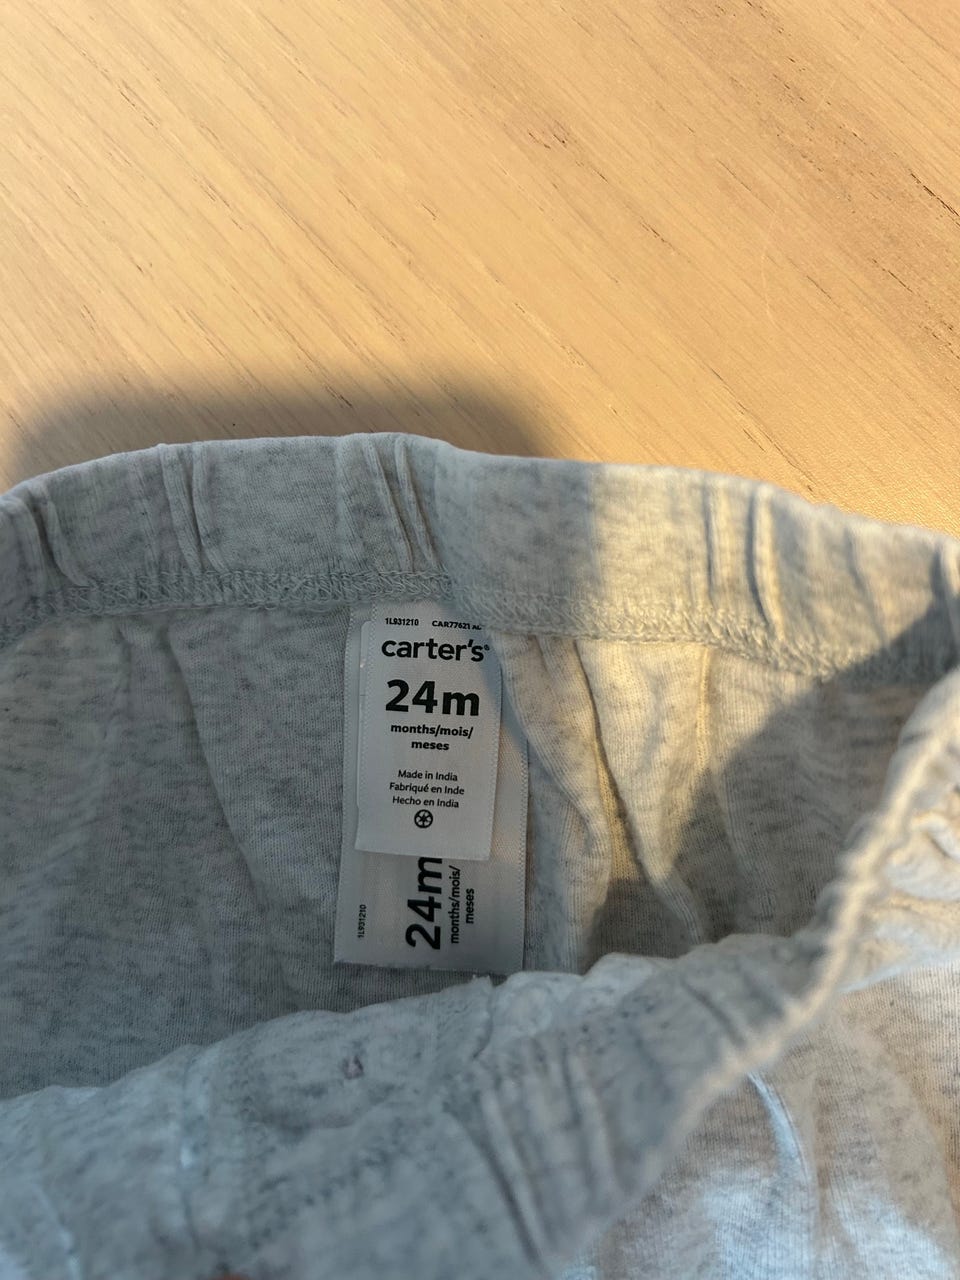 1L931210 CAR77621
carter's®
24m
months/mois/
meses
Made in India
Fabriqué en Inde
Hecho en India
24m
months/mois/
meses
1L931210